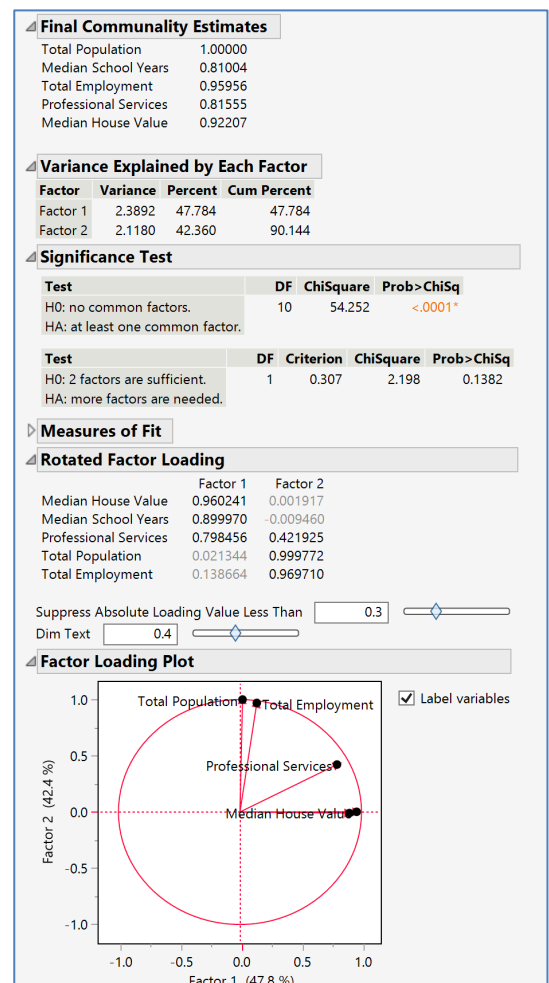 Final Communality Estimates
Total Population 1.00000
Median School Years 0.81004
Total Employment 0.95956
Professional Services 0.81555
Median House Value 0.92207
Variance Explained by Each Factor
Factor Variance Percent Cum Percent
Factor 1 2.3892 47.784 47.784
Factor 2 2.1180 42.360 90.144
Significance Test
Test DF ChiSquare Prob>ChiSq
H0: no common factors. 10 54.252 <.0001*
HA: at least one common factor.
Test DF Criterion ChiSquare Prob>ChiSq
H0: 2 factors are sufficient. 1 0.307 2.198 0.1382
HA: more factors are needed.
Measures of Fit
Rotated Factor Loading
Factor 1 Factor 2
Median House Value 0.960241 0.001917
Median School Years 0.899970 -0.009460
Professional Services 0.798456 0.421925
Total Population 0.021344 0.999772
Total Employment 0.138664 0.969710
Suppress Absolute Loading Value Less Than 0.3
Dim Text 0.4
Factor Loading Plot
Label variables
Total Population Total Employment
Professional Services
Median House Valu
Factor 2 (42.4 %)
1.0
0.5
0.0
-0.5
-1.0
-1.0 -0.5 0.0 0.5 1.0
Factor 1 (47.8 %)